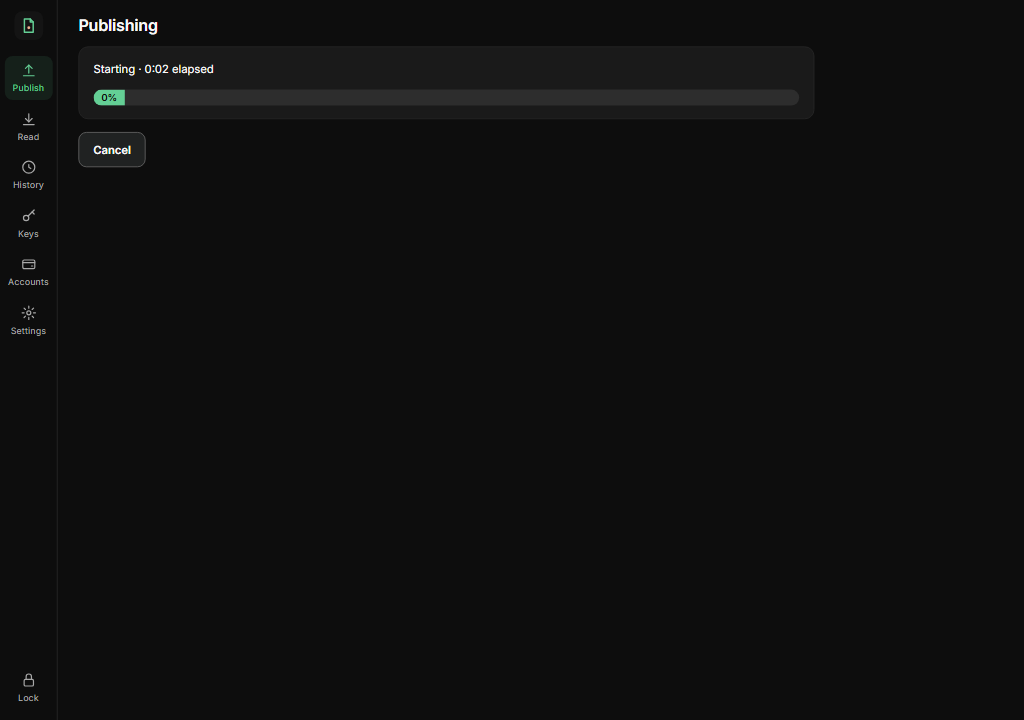 Publishing
Starting · 0:02 elapsed
0%
Cancel
Publish
Read
History
Keys
Accounts
Settings
Lock